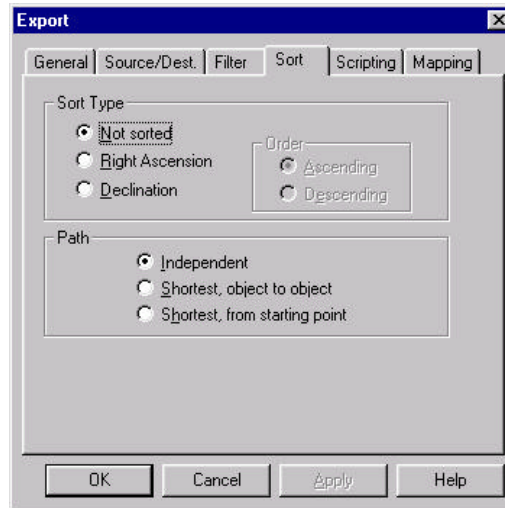 Export
General Source/Dest. Filter Sort Scripting Mapping
Sort Type
Not sorted
Right Ascension
Declination
Order
Ascending
Descending
Path
Independent
Shortest, object to object
Shortest, from starting point
OK Cancel Apply Help